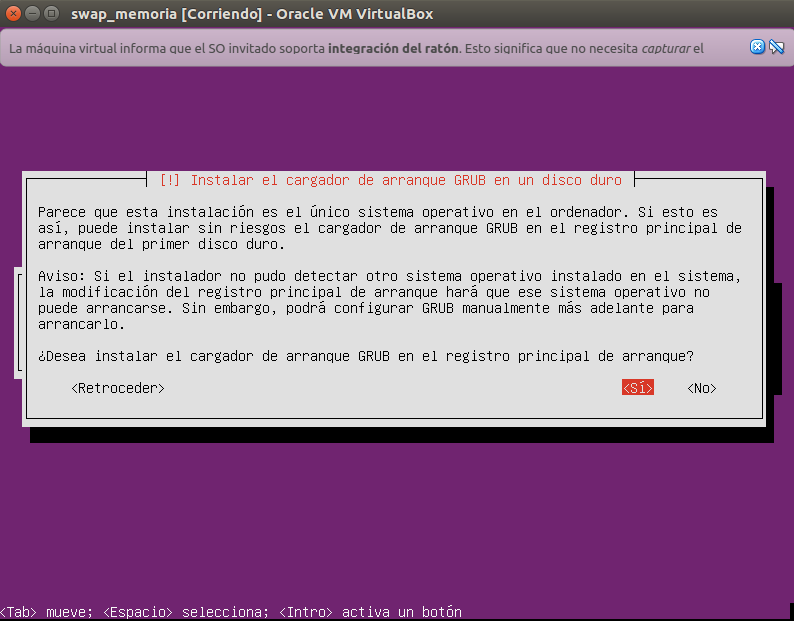 swap_memoria [Corriendo] - Oracle VM VirtualBox
La máquina virtual informa que el SO invitado soporta integración del ratón. Esto significa que no necesita capturar el
[!] Instalar el cargador de arranque GRUB en un disco duro
Parece que esta instalación es el único sistema operativo en el ordenador. Si esto es
así, puede instalar sin riesgos el cargador de arranque GRUB en el registro principal de
arranque del primer disco duro.
Aviso: Si el instalador no pudo detectar otro sistema operativo instalado en el sistema,
la modificación del registro principal de arranque hará que ese sistema operativo no
puede arrancarse. Sin embargo, podrá configurar GRUB manualmente más adelante para
arrancarlo.
¿Desea instalar el cargador de arranque GRUB en el registro principal de arranque?
<Retroceder> <Sí> <No>
<Tab> mueve; <Espacio> selecciona; <Intro> activa un botón